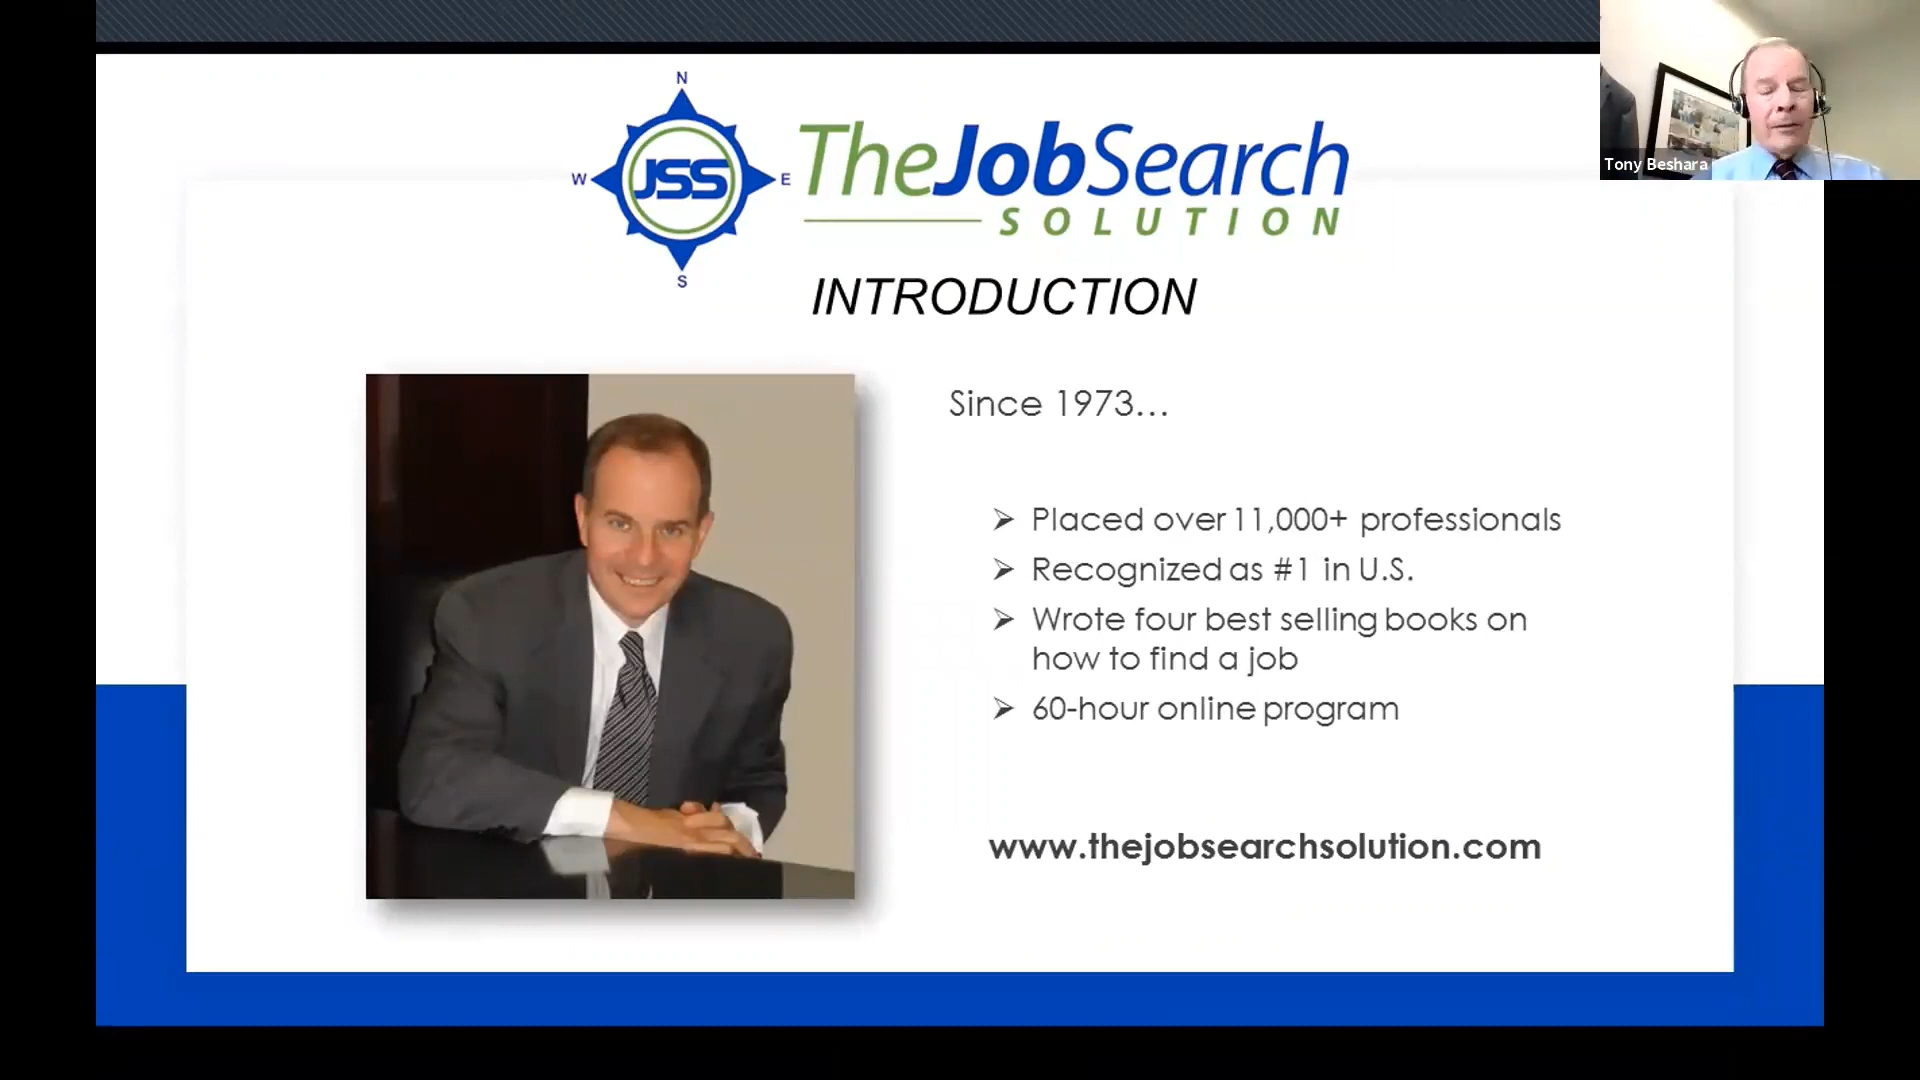 N
W
JSS
E
TheJobSearch
SOLUTION
S
Tony Beshara
INTRODUCTION
Since 1973...
Placed over 11,000+ professionals
Recognized as #1 in U.S.
Wrote four best selling books on
how to find a job
60-hour online program
www.thejobsearchsolution.com